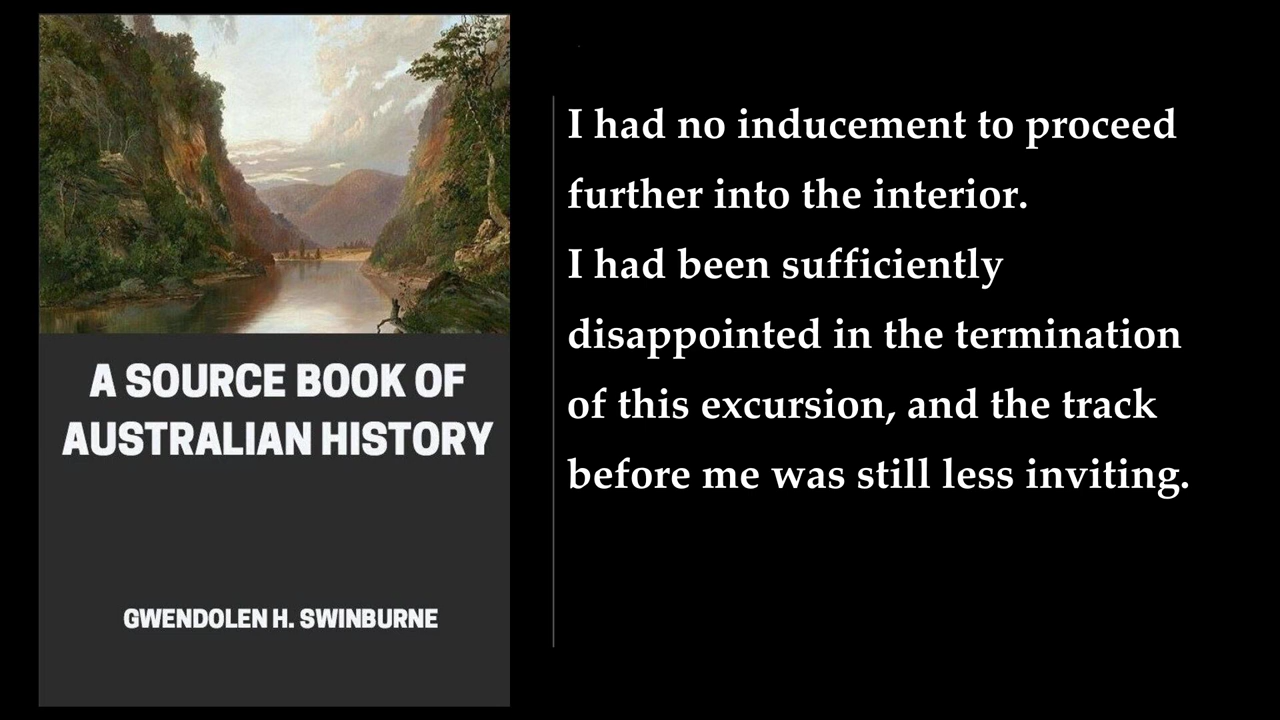 A SOURCE BOOK OF
AUSTRALIAN HISTORY
GWENDOLEN H. SWINBURNE
I had no inducement to proceed
further into the interior.
I had been sufficiently
disappointed in the termination
of this excursion, and the track
before me was still less inviting.